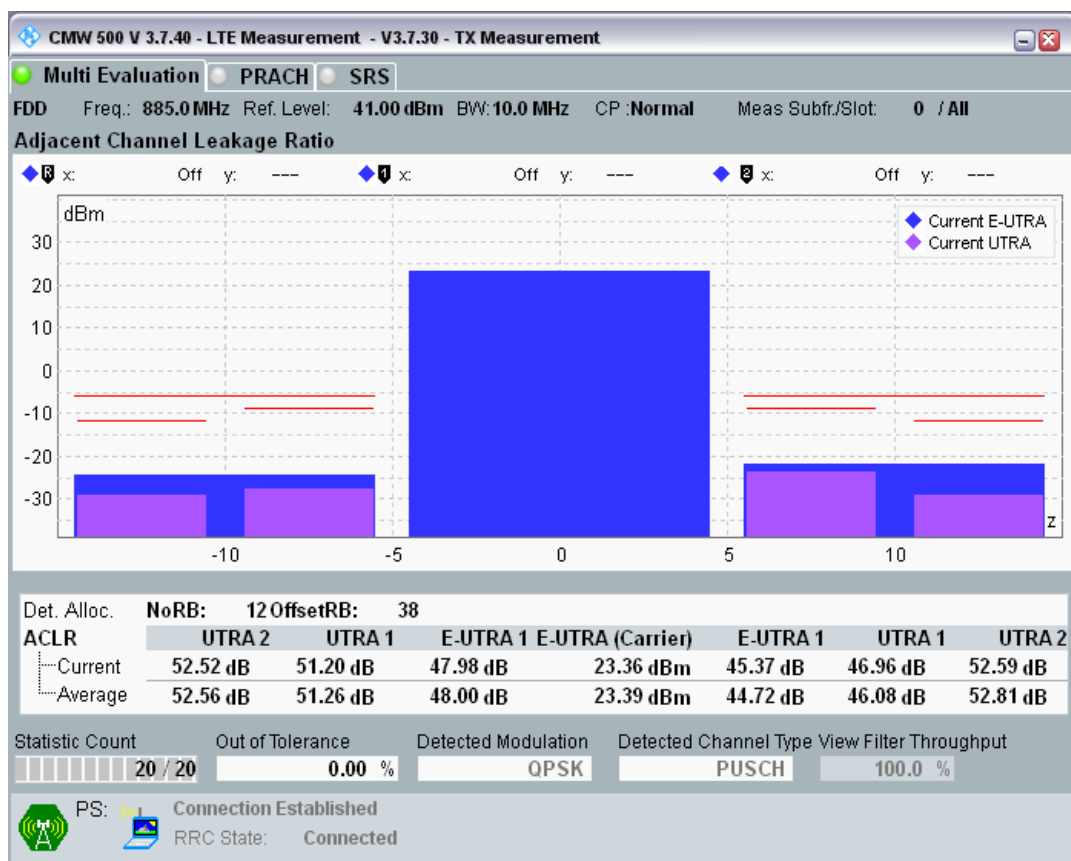 CMW 500 V 3.7.40 - LTE Measurement - V3.7.30 - TX Measurement
Multi Evaluation PRACH SRS
FDD Freq.: 885.0 MHz Ref. Level: 41.00 dBm BW: 10.0 MHz CP :Normal Meas Subfr./Slot: 0 / All
Adjacent Channel Leakage Ratio
R x: Off y: --- 1 x: Off y: --- 2 x: Off y: ---
dBm
Current E-UTRA
Current UTRA
30
20
10
0
-10
-20
-30
z
-10 -5 0 5 10
Det. Alloc. NoRB: 12 OffsetRB: 38
ACLR UTRA 2 UTRA 1 E-UTRA 1 E-UTRA (Carrier) E-UTRA 1 UTRA 1 UTRA 2
Current 52.52 dB 51.20 dB 47.98 dB 23.36 dBm 45.37 dB 46.96 dB 52.59 dB
Average 52.56 dB 51.26 dB 48.00 dB 23.39 dBm 44.72 dB 46.08 dB 52.81 dB
Statistic Count Out of Tolerance Detected Modulation Detected Channel Type View Filter Throughput
20 / 20 0.00 % QPSK PUSCH 100.0 %
PS: Connection Established
RRC State: Connected